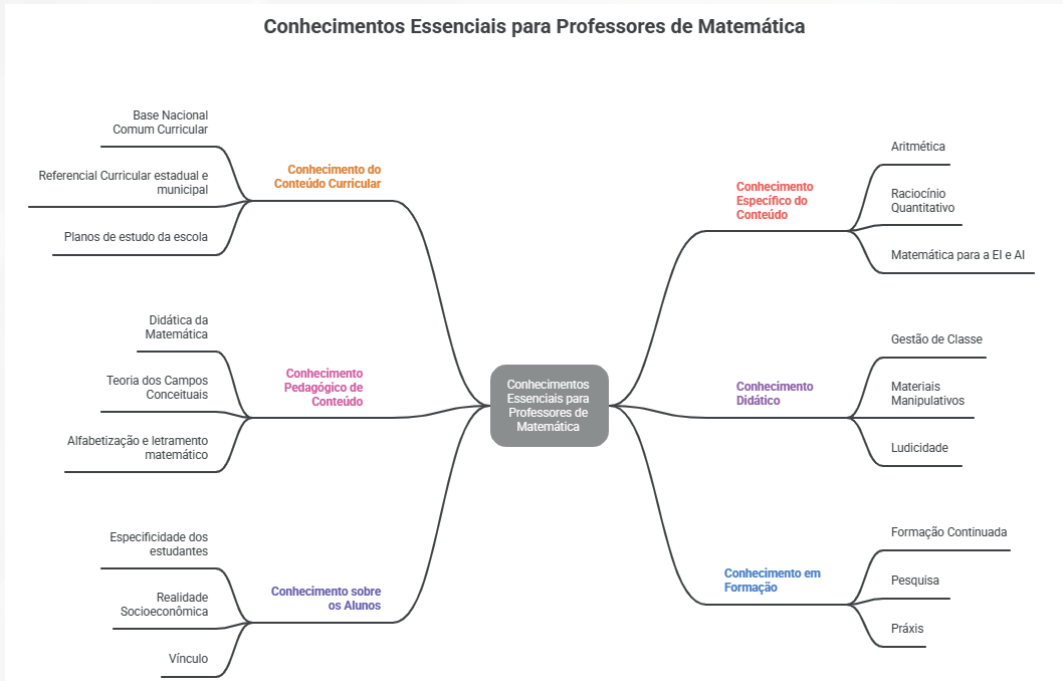 Conhecimentos Essenciais para Professores de Matemática
Base Nacional
Comum Curricular
Conhecimento do
Conteúdo Curricular
Referencial Curricular estadual e
municipal
Planos de estudo da escola
Didática da
Matemática
Conhecimento
Pedagógico de
Conteúdo
Teoria dos Campos
Conceituais
Alfabetização e letramento
matemático
Especificidade dos
estudantes
Conhecimento sobre
os Alunos
Realidade
Socioeconômica
Vínculo
Conhecimentos
Essenciais para
Professores de
Matemática
Conhecimento
Específico do
Conteúdo
Aritmética
Raciocínio
Quantitativo
Matemática para a EI e AI
Conhecimento
Didático
Gestão de Classe
Materiais
Manipulativos
Ludicidade
Conhecimento em
Formação
Formação Continuada
Pesquisa
Práxis